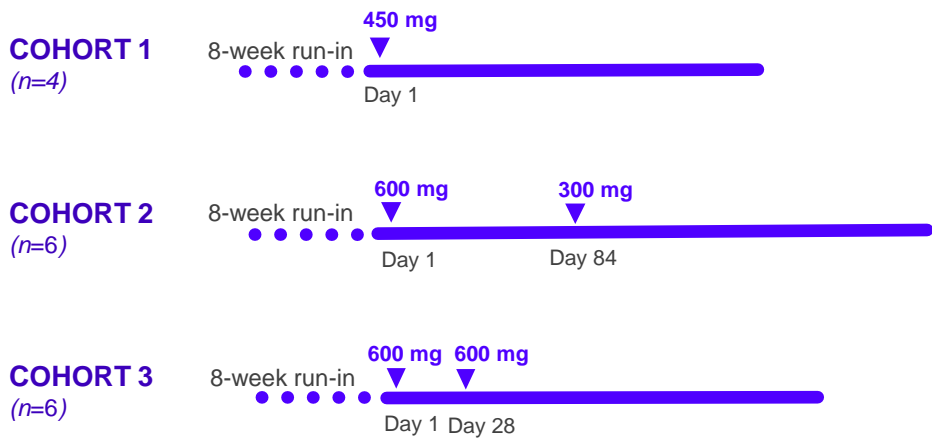 450 mg
COHORT 1
8-week run-in
(n=4)
Day 1
600 mg
300 mg
COHORT 2
8-week run-in
(n=6)
Day 1
Day 84
600 mg
600 mg
COHORT 3
8-week run-in
(n=6)
Day 1
Day 28